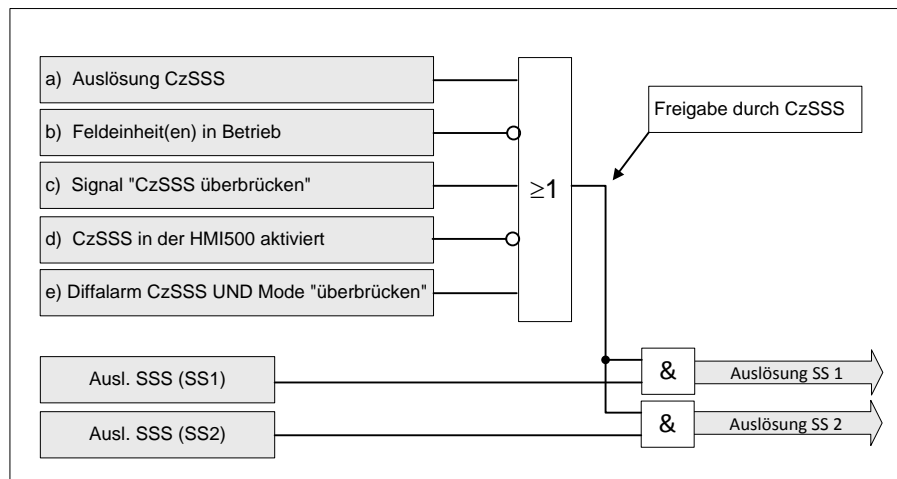 a) Auslösung CzSSS
b) Feldeinheit(en) in Betrieb
c) Signal "CzSSS überbrücken"
d) CzSSS in der HMI500 aktiviert
e) Diffalarm CzSSS UND Mode "überbrücken"
≥1
Freigabe durch CzSSS
Ausl. SSS (SS1)
&
Auslösung SS 1
Ausl. SSS (SS2)
&
Auslösung SS 2